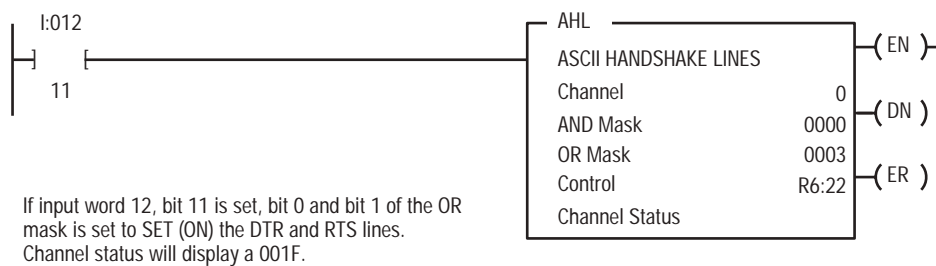 I:012
11
AHL
ASCII HANDSHAKE LINES
Channel 0
AND Mask 0000
OR Mask 0003
Control R6:22
Channel Status
EN
DN
ER
If input word 12, bit 11 is set, bit 0 and bit 1 of the OR
mask is set to SET (ON) the DTR and RTS lines.
Channel status will display a 001F.